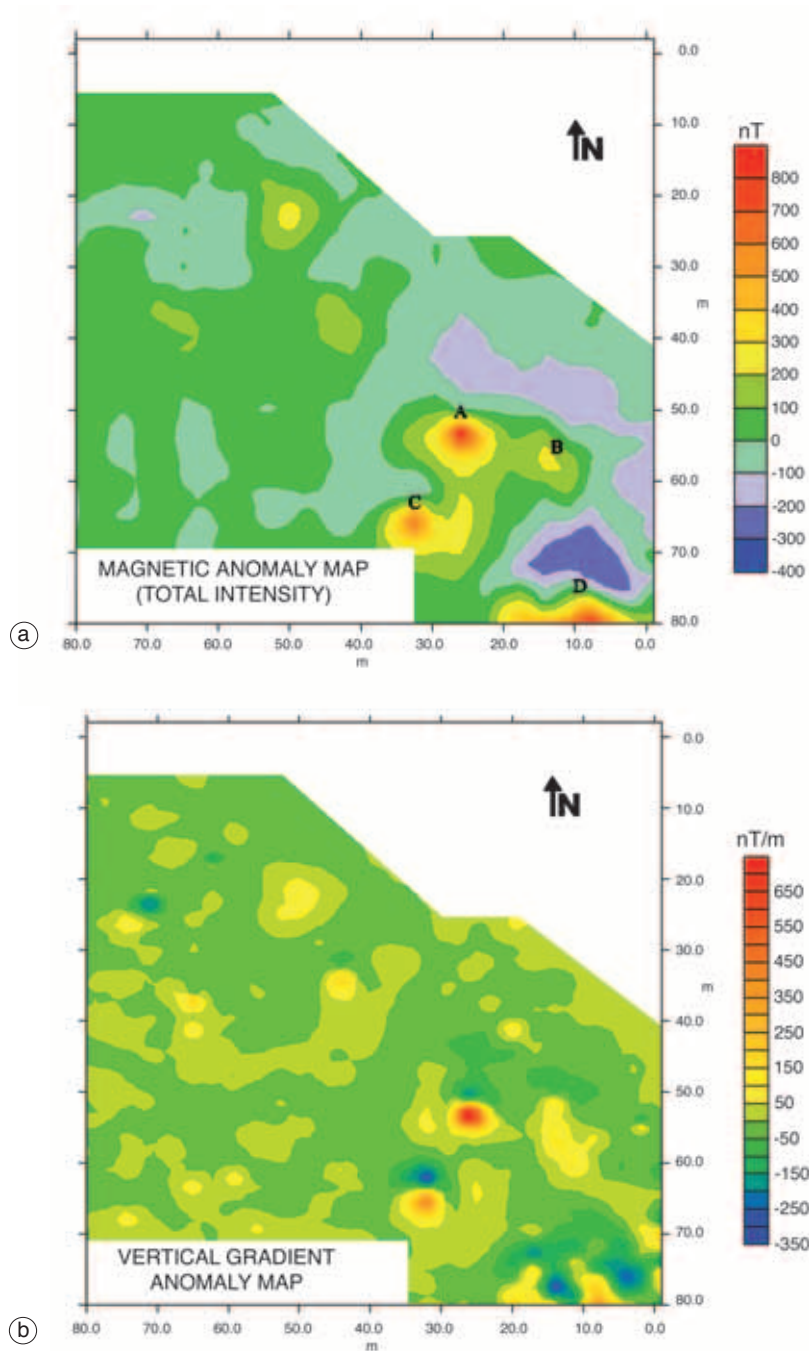 0.0
10.0
20.0
30.0
m
40.0
50.0
60.0
70.0
80.0
N
nT
800
700
600
500
400
300
200
100
0
-100
-200
-300
-400
A
B
C
D
MAGNETIC ANOMALY MAP
(TOTAL INTENSITY)
a
80.0 70.0 60.0 50.0 40.0 30.0 20.0 10.0 0.0
m
0.0
10.0
20.0
30.0
m
40.0
50.0
60.0
70.0
80.0
N
nT/m
650
550
450
350
250
150
50
-50
-150
-250
-350
VERTICAL GRADIENT
ANOMALY MAP
b
80.0 70.0 60.0 50.0 40.0 30.0 20.0 10.0 0.0
m